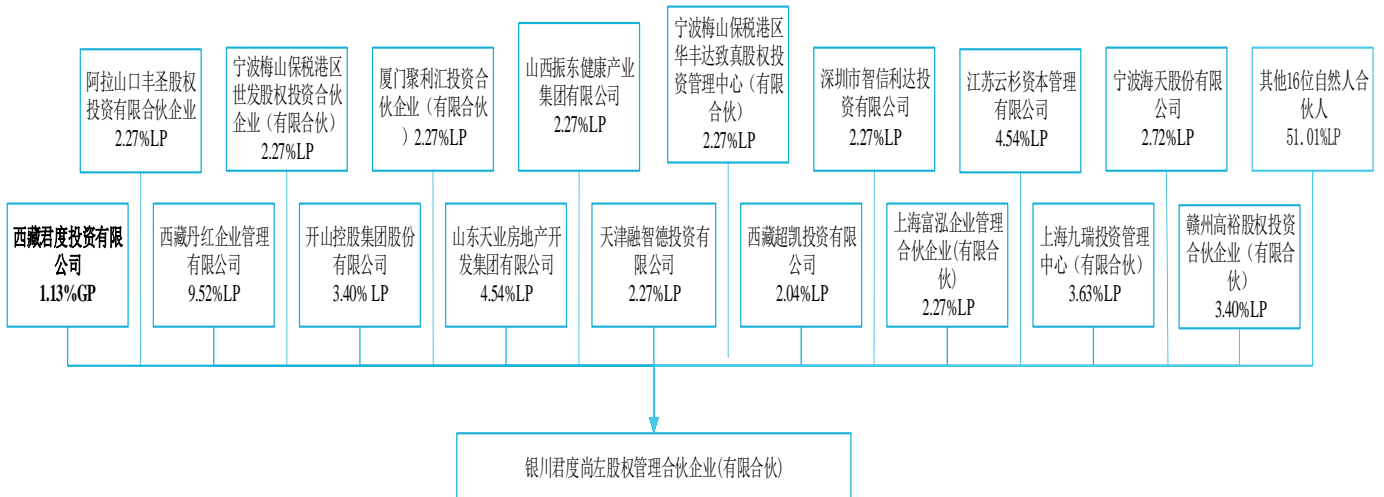 阿拉山口丰圣股权
投资有限合伙企业
2.27%LP
宁波梅山保税港区
世发股权投资合伙
企业（有限合伙）
2.27%LP
厦门聚利汇投资合
伙企业（有限合伙
）2.27%LP
山西振东健康产业
集团有限公司
2.27%LP
宁波梅山保税港区
华丰达致真股权投
资管理中心（有限
合伙）
2.27%LP
深圳市智信利达投
资有限公司
2.27%LP
江苏云杉资本管理
有限公司
4.54%LP
宁波海天股份有限
公司
2.72%LP
其他16位自然人合
伙人
51.01%LP
西藏君度投资有限
公司
1.13%GP
西藏丹红企业管理
有限公司
9.52%LP
开山控股集团股份
有限公司
3.40% LP
山东天业房地产开
发集团有限公司
4.54%LP
天津融智德投资有
限公司
2.27%LP
西藏超凯投资有限
公司
2.04%LP
上海富泓企业管理
合伙企业(有限合
伙)
2.27%LP
上海九瑞投资管理
中心（有限合伙）
3.63%LP
赣州高裕股权投资
合伙企业（有限合
伙）
3.40%LP
银川君度尚左股权管理合伙企业(有限合伙)